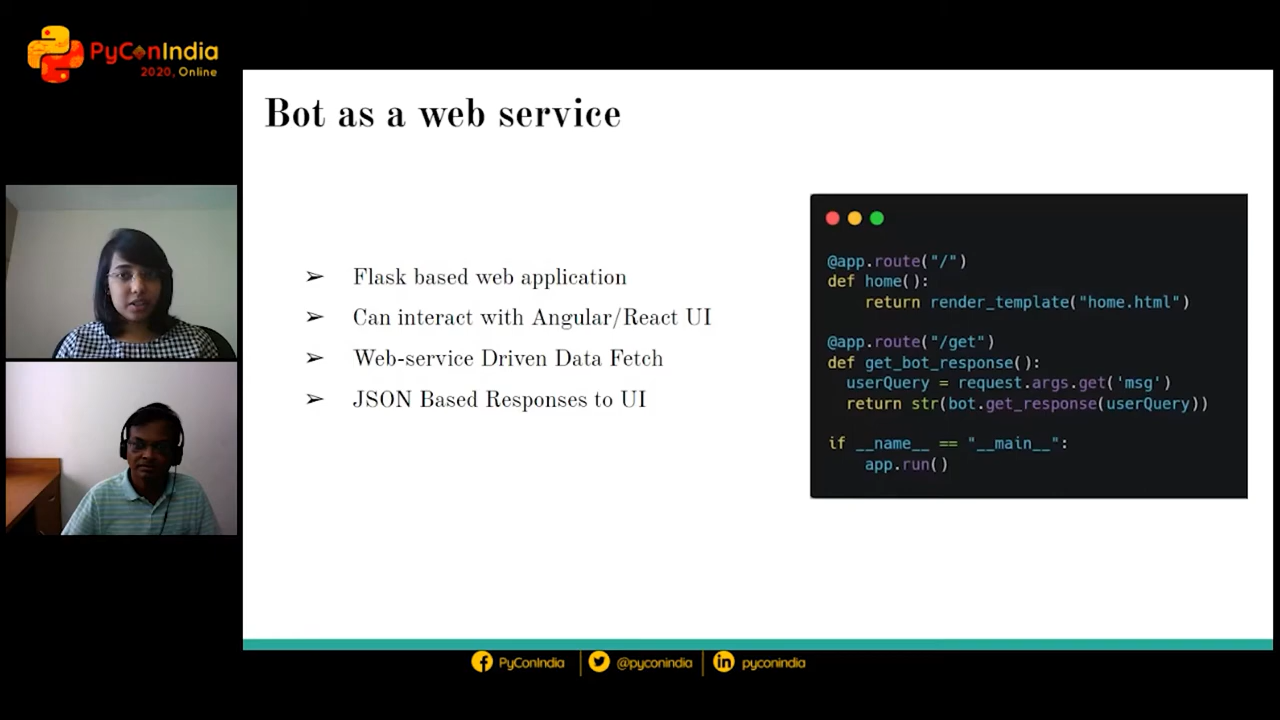 PyConIndia
2020, Online
Bot as a web service
➢ Flask based web application
➢ Can interact with Angular/React UI
➢ Web-service Driven Data Fetch
➢ JSON Based Responses to UI
@app.route("/")
def home():
    return render_template("home.html")
@app.route("/get")
def get_bot_response():
  userQuery = request.args.get('msg')
  return str(bot.get_response(userQuery))
if __name__ == "__main__":
    app.run()
PyConIndia
@pyconindia
pyconindia